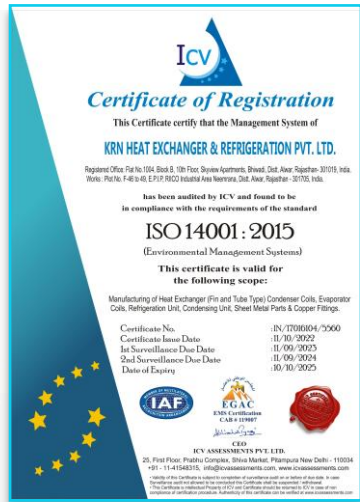 ICV
Certificate of Registration
This Certificate certify that the Management System of
KRN HEAT EXCHANGER & REFRIGERATION PVT. LTD.
Registered Office: Flat No.1004, Block B, 10th Floor, Skyview Apartments, Bhiwadi, Distt. Alwar, Rajasthan- 301019, India.
Works : Plot No. F-46 to 49, E.P.I.P, RIICO Industrial Area Neemrana, Distt. Alwar, Rajasthan - 301705, India.
has been audited by ICV and found to be
in compliance with the requirements of the standard
ISO 14001 : 2015
(Environmental Management Systems)
This certificate is valid for
the following scope:
Manufacturing of Heat Exchanger (Fin and Tube Type) Condenser Coils, Evaporator
Coils, Refrigeration Unit, Condensing Unit, Sheet Metal Parts & Copper Fittings.
Certificate No. : IN/17016104/5560
Certificate Issue Date : 11/10/2022
1st Surveillance Due Date : 11/09/2023
2nd Surveillance Due Date : 11/09/2024
Date of Expiry : 10/10/2025
IAF
EGAC
EMS Certification
CAB # 119007
CEO
ICV ASSESSMENTS PVT. LTD.
25, First Floor, Prabhu Complex, Shiva Market, Pitampura New Delhi - 110034
+91 - 11-41548315, info@icvassessments.com, www.icvassessments.com